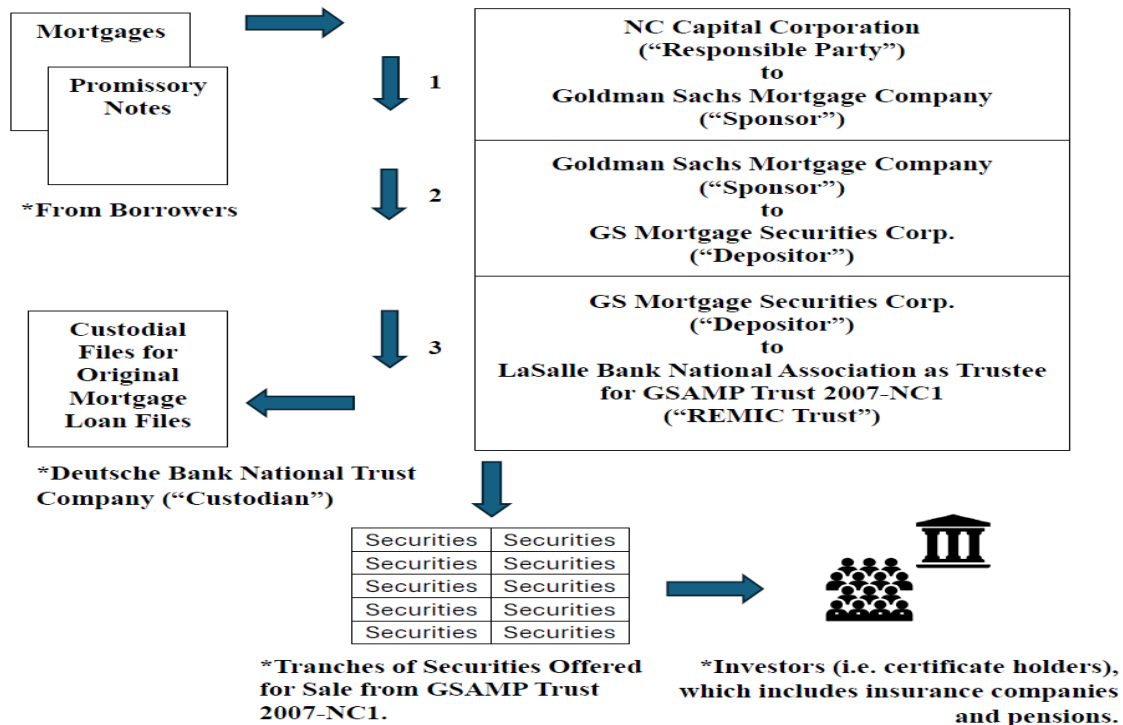 Mortgages
Promissory
Notes
*From Borrowers
1
NC Capital Corporation
(“Responsible Party”)
to
Goldman Sachs Mortgage Company
(“Sponsor”)
2
Goldman Sachs Mortgage Company
(“Sponsor”)
to
GS Mortgage Securities Corp.
(“Depositor”)
3
GS Mortgage Securities Corp.
(“Depositor”)
to
LaSalle Bank National Association as Trustee
for GSAMP Trust 2007-NC1
(“REMIC Trust”)
Custodial
Files for
Original
Mortgage
Loan Files
*Deutsche Bank National Trust
Company (“Custodian”)
Securities Securities
Securities Securities
Securities Securities
Securities Securities
Securities Securities
*Tranches of Securities Offered
for Sale from GSAMP Trust
2007-NC1.
*Investors (i.e. certificate holders),
which includes insurance companies
and pensions.